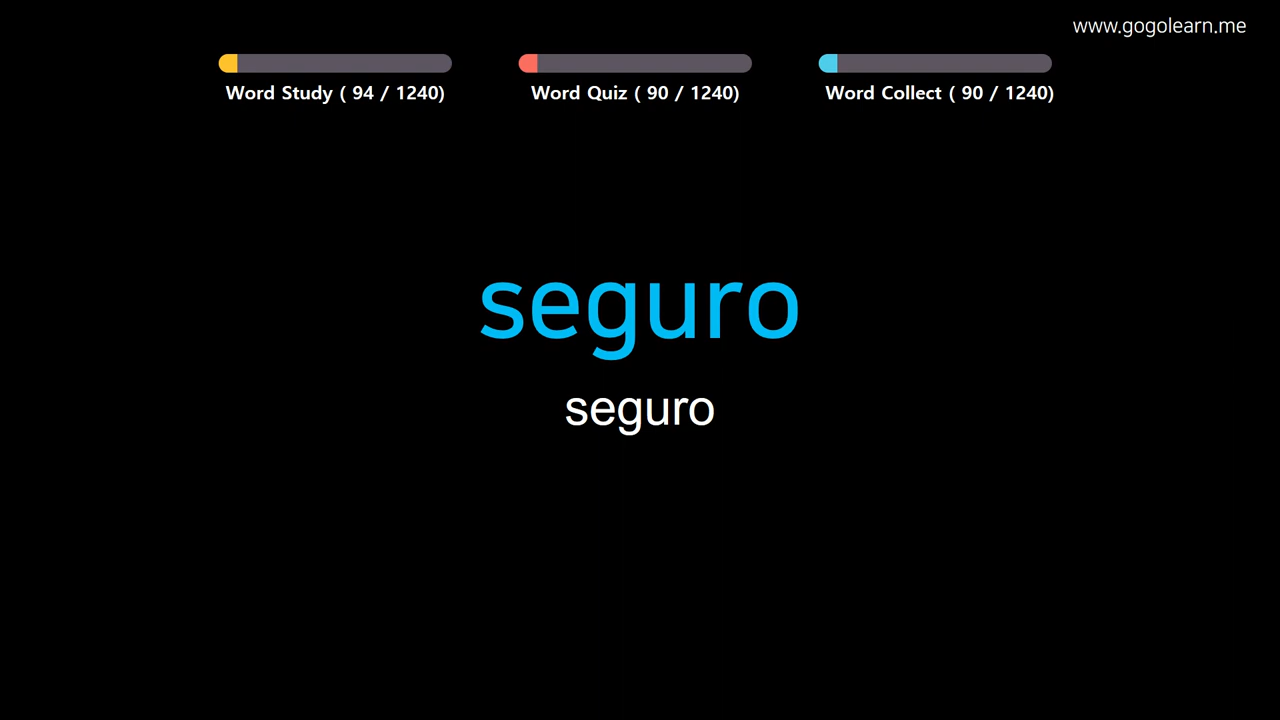 www.gogolearn.me
Word Study ( 94 / 1240)
Word Quiz ( 90 / 1240)
Word Collect ( 90 / 1240)
seguro
seguro